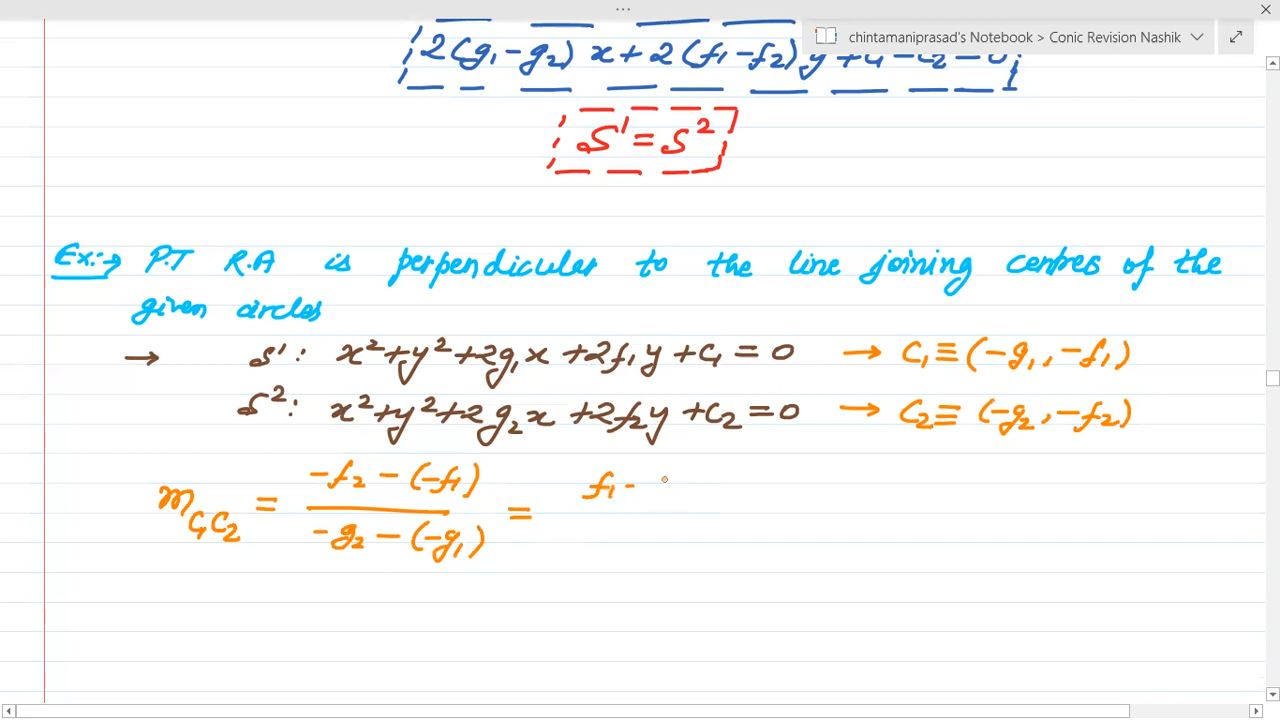 ...
chintamaniprasad's Notebook > Conic Revision Nashik
2(g₁-g₂) x+2(f₁-f₂)y+C₁-C₂=0
S¹=S²
Ex:→ P.T R.A is perpendicular to the line joining centres of the
given circles
→ S¹: x²+y²+2g₁x+2f₁y+C₁=0 → C₁≡(-g₁,-f₁)
S²: x²+y²+2g₂x+2f₂y+C₂=0 → C₂≡(-g₂,-f₂)
m_C₁C₂ = (-f₂-(-f₁))/(-g₂-(-g₁)) = f₁-